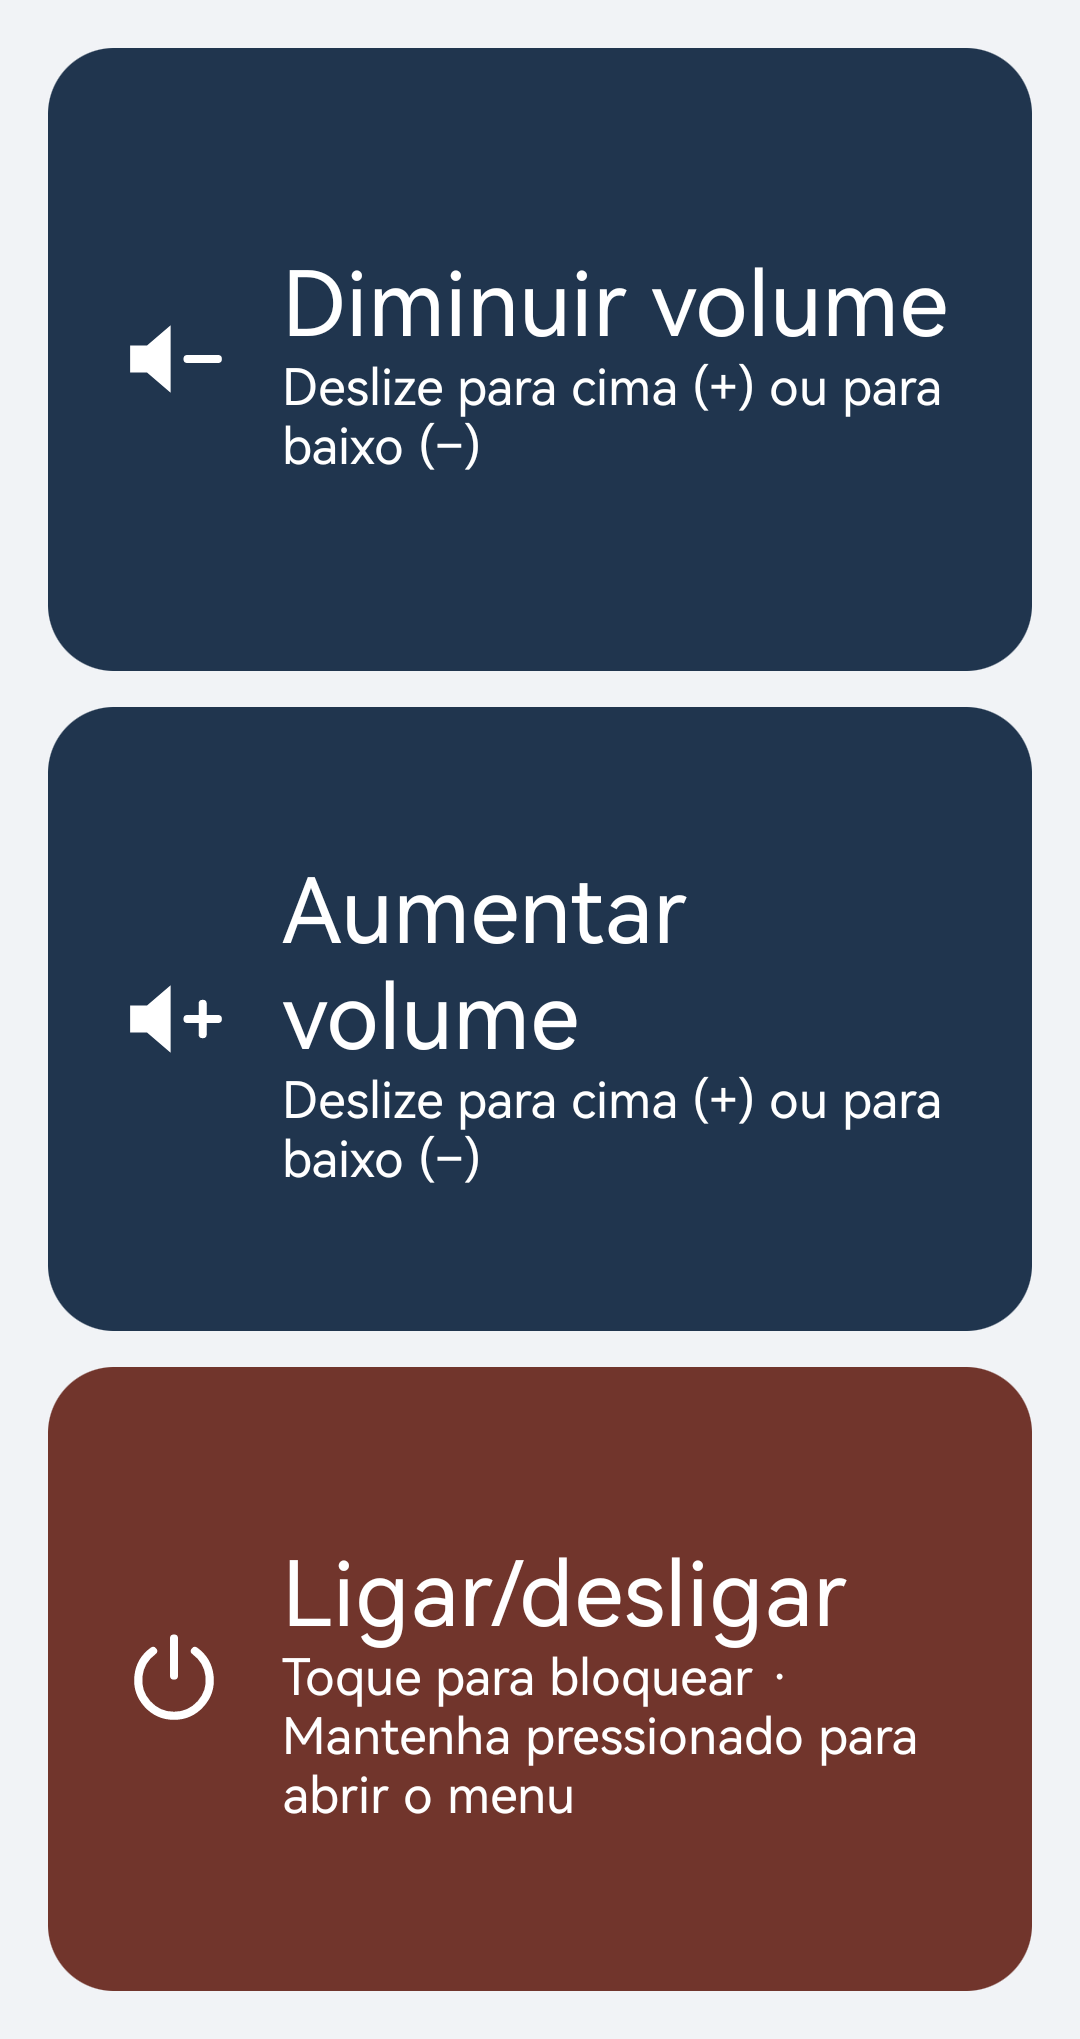 Diminuir volume
Deslize para cima (+) ou para
baixo (−)
Aumentar
volume
Deslize para cima (+) ou para
baixo (−)
Ligar/desligar
Toque para bloquear ·
Mantenha pressionado para
abrir o menu